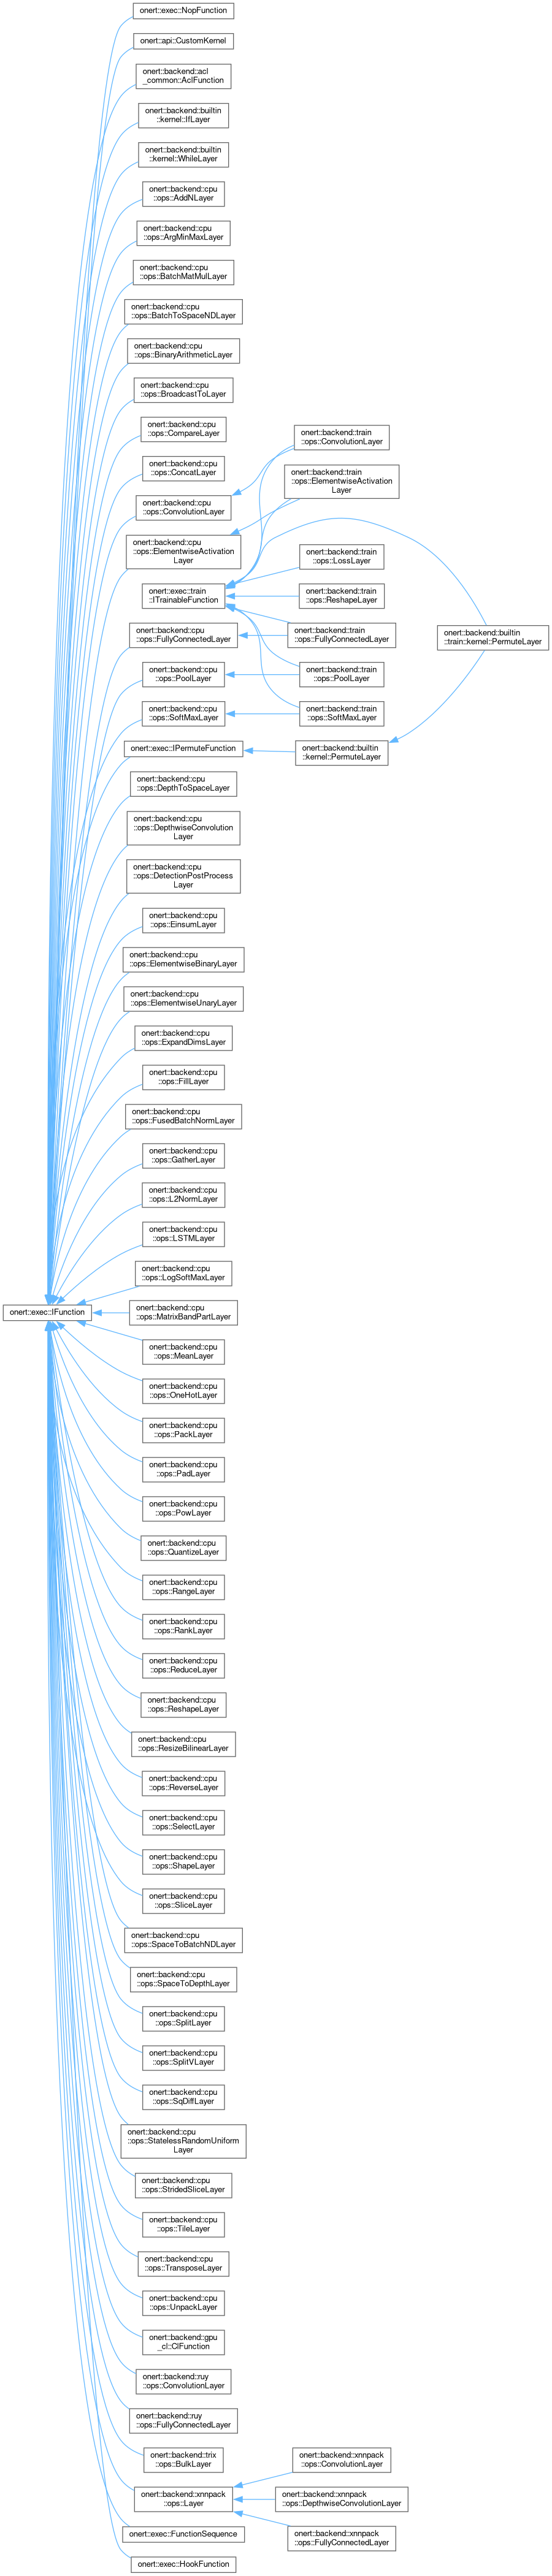 onert::exec::NopFunction
onert::api::CustomKernel
onert::backend::acl
_common::AclFunction
onert::backend::builtin
::kernel::IfLayer
onert::backend::builtin
::kernel::WhileLayer
onert::backend::cpu
::ops::AddNLayer
onert::backend::cpu
::ops::ArgMinMaxLayer
onert::backend::cpu
::ops::BatchMatMulLayer
onert::backend::cpu
::ops::BatchToSpaceNDLayer
onert::backend::cpu
::ops::BinaryArithmeticLayer
onert::backend::cpu
::ops::BroadcastToLayer
onert::backend::cpu
::ops::CompareLayer
onert::backend::train
::ops::ConvolutionLayer
onert::backend::cpu
::ops::ConcatLayer
onert::backend::train
::ops::ElementwiseActivation
Layer
onert::backend::cpu
::ops::ConvolutionLayer
onert::backend::cpu
::ops::ElementwiseActivation
Layer
onert::backend::train
::ops::LossLayer
onert::exec::train
::ITrainableFunction
onert::backend::train
::ops::ReshapeLayer
onert::backend::cpu
::ops::FullyConnectedLayer
onert::backend::train
::ops::FullyConnectedLayer
onert::backend::builtin
::train::kernel::PermuteLayer
onert::backend::cpu
::ops::PoolLayer
onert::backend::train
::ops::PoolLayer
onert::backend::cpu
::ops::SoftMaxLayer
onert::backend::train
::ops::SoftMaxLayer
onert::exec::IPermuteFunction
onert::backend::builtin
::kernel::PermuteLayer
onert::backend::cpu
::ops::DepthToSpaceLayer
onert::backend::cpu
::ops::DepthwiseConvolution
Layer
onert::backend::cpu
::ops::DetectionPostProcess
Layer
onert::backend::cpu
::ops::EinsumLayer
onert::backend::cpu
::ops::ElementwiseBinaryLayer
onert::backend::cpu
::ops::ElementwiseUnaryLayer
onert::backend::cpu
::ops::ExpandDimsLayer
onert::backend::cpu
::ops::FillLayer
onert::backend::cpu
::ops::FusedBatchNormLayer
onert::backend::cpu
::ops::GatherLayer
onert::backend::cpu
::ops::L2NormLayer
onert::backend::cpu
::ops::LSTMLayer
onert::backend::cpu
::ops::LogSoftMaxLayer
onert::exec::IFunction
onert::backend::cpu
::ops::MatrixBandPartLayer
onert::backend::cpu
::ops::MeanLayer
onert::backend::cpu
::ops::OneHotLayer
onert::backend::cpu
::ops::PackLayer
onert::backend::cpu
::ops::PadLayer
onert::backend::cpu
::ops::PowLayer
onert::backend::cpu
::ops::QuantizeLayer
onert::backend::cpu
::ops::RangeLayer
onert::backend::cpu
::ops::RankLayer
onert::backend::cpu
::ops::ReduceLayer
onert::backend::cpu
::ops::ReshapeLayer
onert::backend::cpu
::ops::ResizeBilinearLayer
onert::backend::cpu
::ops::ReverseLayer
onert::backend::cpu
::ops::SelectLayer
onert::backend::cpu
::ops::ShapeLayer
onert::backend::cpu
::ops::SliceLayer
onert::backend::cpu
::ops::SpaceToBatchNDLayer
onert::backend::cpu
::ops::SpaceToDepthLayer
onert::backend::cpu
::ops::SplitLayer
onert::backend::cpu
::ops::SplitVLayer
onert::backend::cpu
::ops::SqDiffLayer
onert::backend::cpu
::ops::StatelessRandomUniform
Layer
onert::backend::cpu
::ops::StridedSliceLayer
onert::backend::cpu
::ops::TileLayer
onert::backend::cpu
::ops::TransposeLayer
onert::backend::cpu
::ops::UnpackLayer
onert::backend::gpu
_cl::ClFunction
onert::backend::ruy
::ops::ConvolutionLayer
onert::backend::ruy
::ops::FullyConnectedLayer
onert::backend::trix
::ops::BulkLayer
onert::backend::xnnpack
::ops::ConvolutionLayer
onert::backend::xnnpack
::ops::Layer
onert::backend::xnnpack
::ops::DepthwiseConvolutionLayer
onert::exec::FunctionSequence
onert::backend::xnnpack
::ops::FullyConnectedLayer
onert::exec::HookFunction